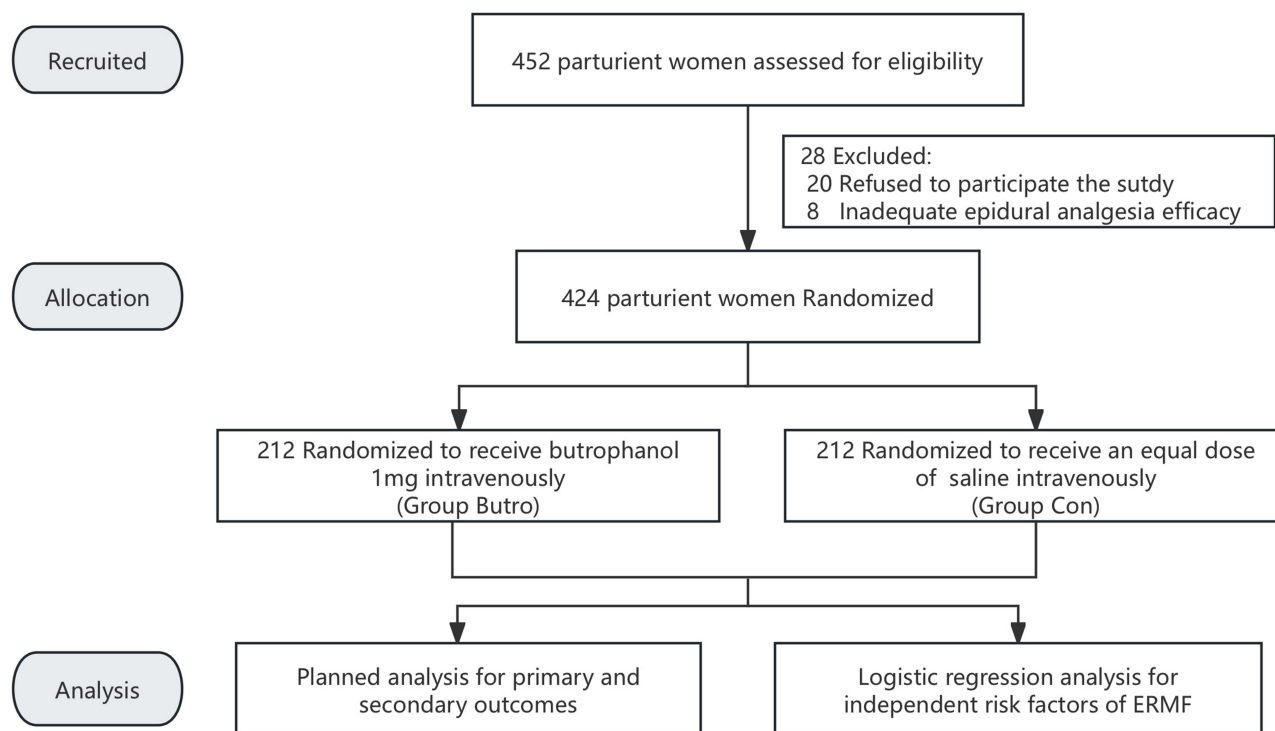 Recruited
452 parturient women assessed for eligibility
28 Excluded:
20 Refused to participate the sutdy
8 Inadequate epidural analgesia efficacy
Allocation
424 parturient women Randomized
212 Randomized to receive butrophanol
1mg intravenously
(Group Butro)
212 Randomized to receive an equal dose
of saline intravenously
(Group Con)
Analysis
Planned analysis for primary and
secondary outcomes
Logistic regression analysis for
independent risk factors of ERMF